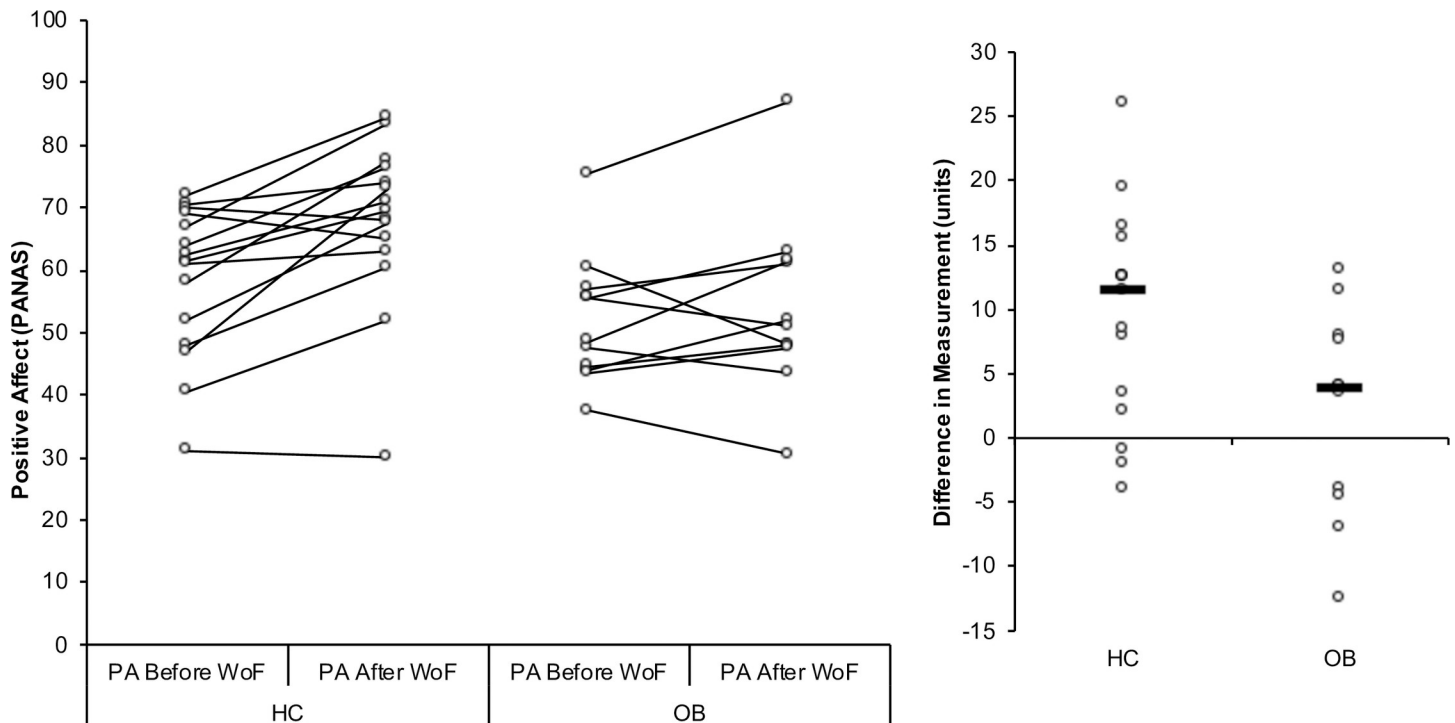 Positive Affect (PANAS)
100
90
80
70
60
50
40
30
20
10
0
PA Before WoF
PA After WoF
PA Before WoF
PA After WoF
HC
OB
Difference in Measurement (units)
30
25
20
15
10
5
0
-5
-10
-15
HC
OB